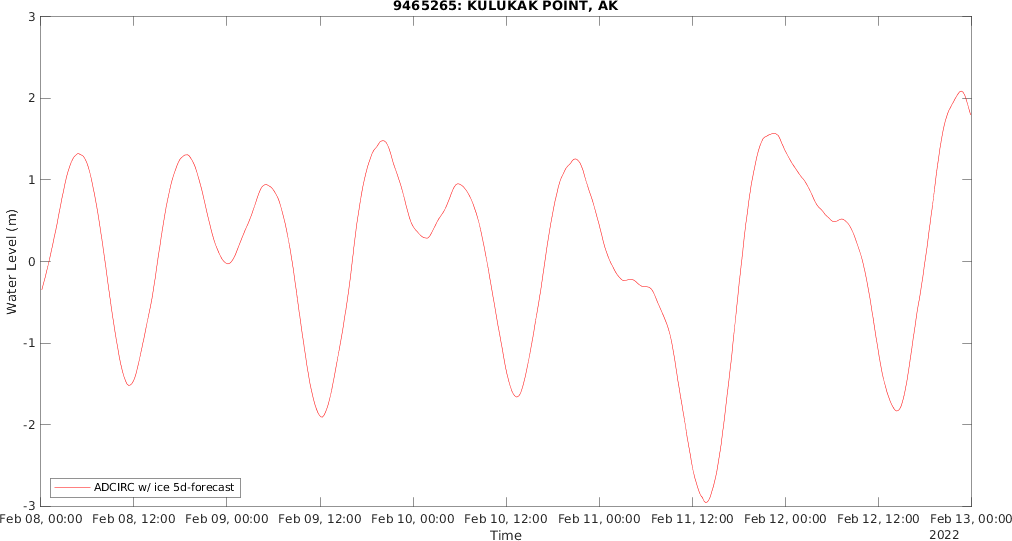 9465265: KULUKAK POINT, AK
3
2
1
0
-1
-2
-3
Water Level (m)
ADCIRC w/ ice 5d-forecast
Feb 08, 00:00 Feb 08, 12:00 Feb 09, 00:00 Feb 09, 12:00 Feb 10, 00:00 Feb 10, 12:00 Feb 11, 00:00 Feb 11, 12:00 Feb 12, 00:00 Feb 12, 12:00 Feb 13, 00:00
Time 2022